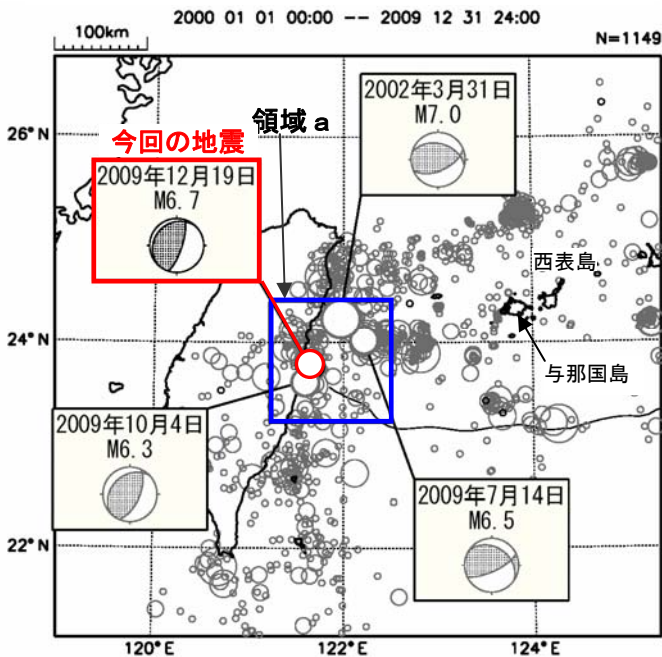 2000 01 01 00:00 -- 2009 12 31 24:00
100km
N=1149
26°N
24°N
22°N
今回の地震
領域 a
2002年3月31日
M7.0
2009年12月19日
M6.7
西表島
与那国島
2009年10月4日
M6.3
2009年7月14日
M6.5
120°E
122°E
124°E